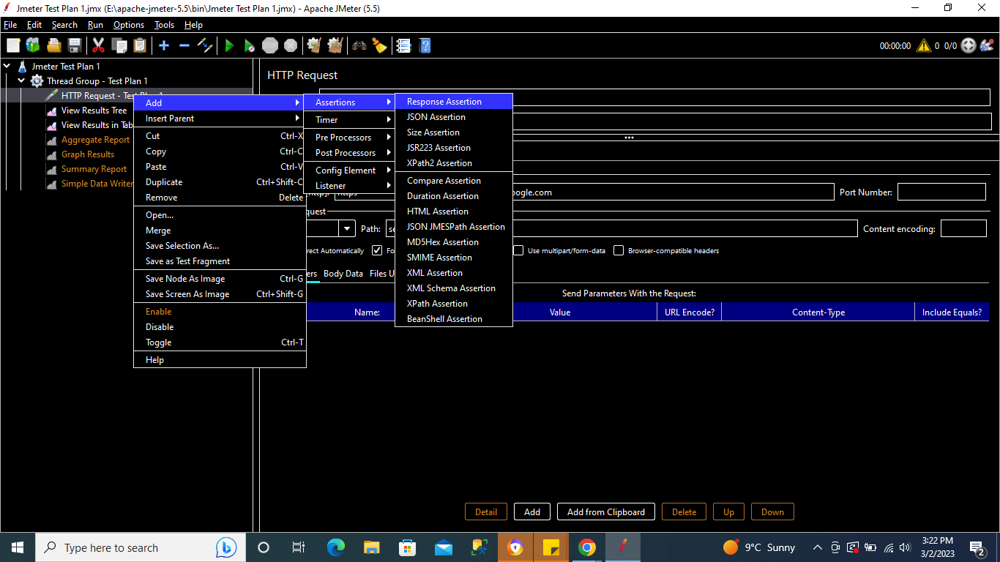 Jmeter Test Plan 1.jmx (E:\apache-jmeter-5.5\bin\Jmeter Test Plan 1.jmx) - Apache JMeter (5.5)
File Edit Search Run Options Tools Help
00:00:00 0 0/0
Jmeter Test Plan 1
Thread Group - Test Plan 1
HTTP Request - Test Plan 1
View Results Tree
View Results in Tab
Aggregate Report
Graph Results
Summary Report
Simple Data Writer
Add
Insert Parent
Cut Ctrl-X
Copy Ctrl-C
Paste Ctrl-V
Duplicate Ctrl+Shift-C
Remove Delete
Open...
Merge
Save Selection As...
Save as Test Fragment
Save Node As Image Ctrl-G
Save Screen As Image Ctrl+Shift-G
Enable
Disable
Toggle Ctrl-T
Help
Assertions
Timer
Pre Processors
Post Processors
Config Element
Listener
Response Assertion
JSON Assertion
Size Assertion
JSR223 Assertion
XPath2 Assertion
Compare Assertion
Duration Assertion
HTML Assertion
JSON JMESPath Assertion
MD5Hex Assertion
SMIME Assertion
XML Assertion
XML Schema Assertion
XPath Assertion
BeanShell Assertion
HTTP Request
ogle.com Port Number:
quest
Path: se Content encoding:
rect Automatically Fo Use multipart/form-data Browser-compatible headers
ers Body Data Files U
Send Parameters With the Request:
Name: Value URL Encode? Content-Type Include Equals?
Detail Add Add from Clipboard Delete Up Down
Type here to search
9°C Sunny
3:22 PM
3/2/2023
2